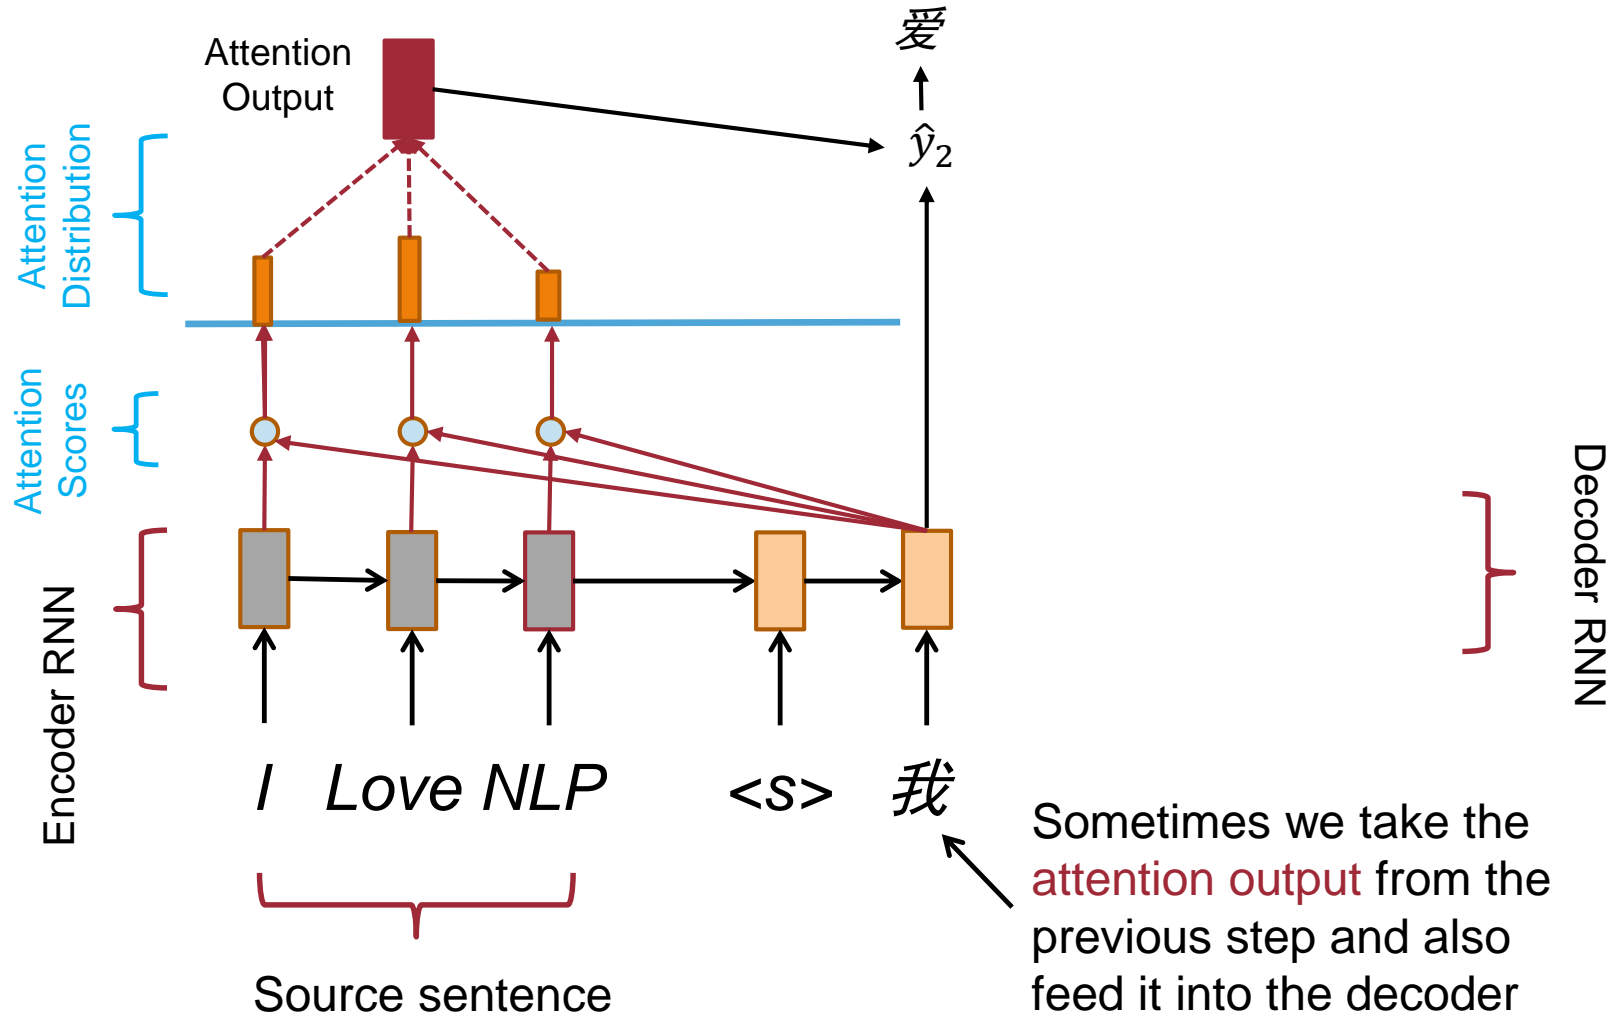 Attention
Output
爱
ŷ₂
Attention
Distribution
Attention
Scores
Encoder RNN
Decoder RNN
I Love NLP <s> 我
Source sentence
Sometimes we take the
attention output from the
previous step and also
feed it into the decoder